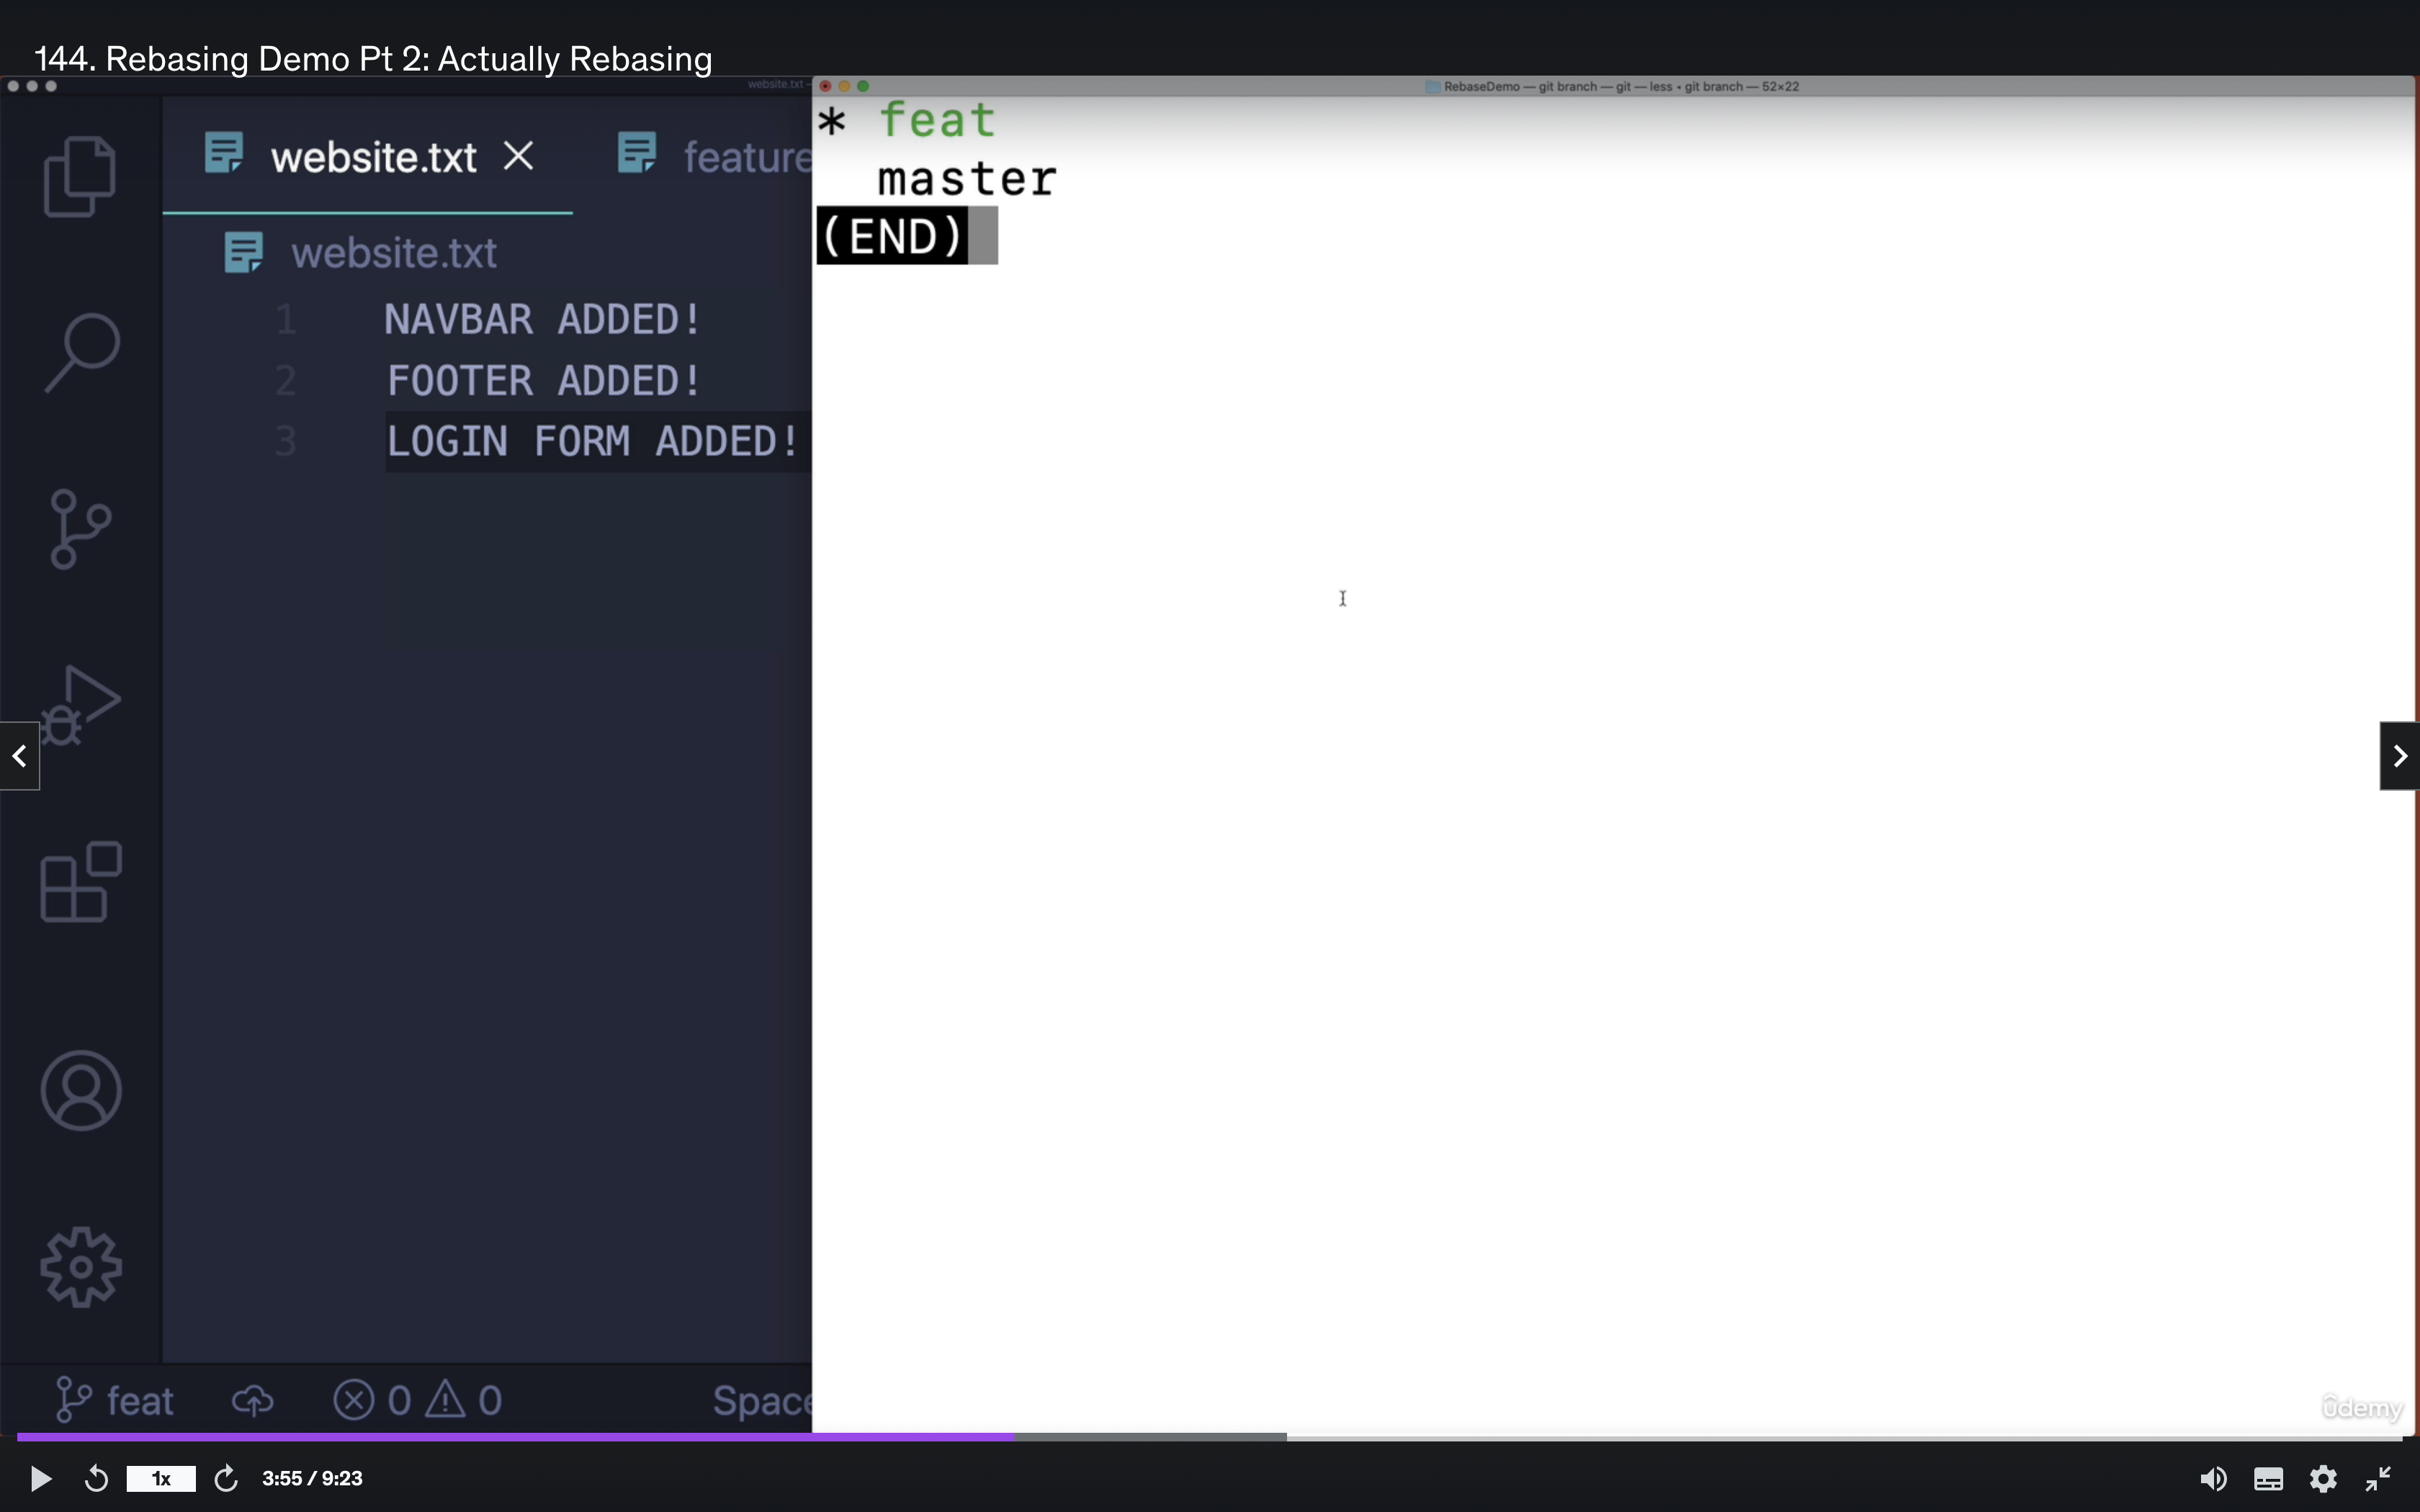 144. Rebasing Demo Pt 2: Actually Rebasing
website.txt —
RebaseDemo — git branch — git — less ‹ git branch — 52×22
website.txt
feature
website.txt
1 NAVBAR ADDED!
2 FOOTER ADDED!
3 LOGIN FORM ADDED!
* feat
master
(END)
feat
0
0
Space
ûdemy
1x
3:55 / 9:23